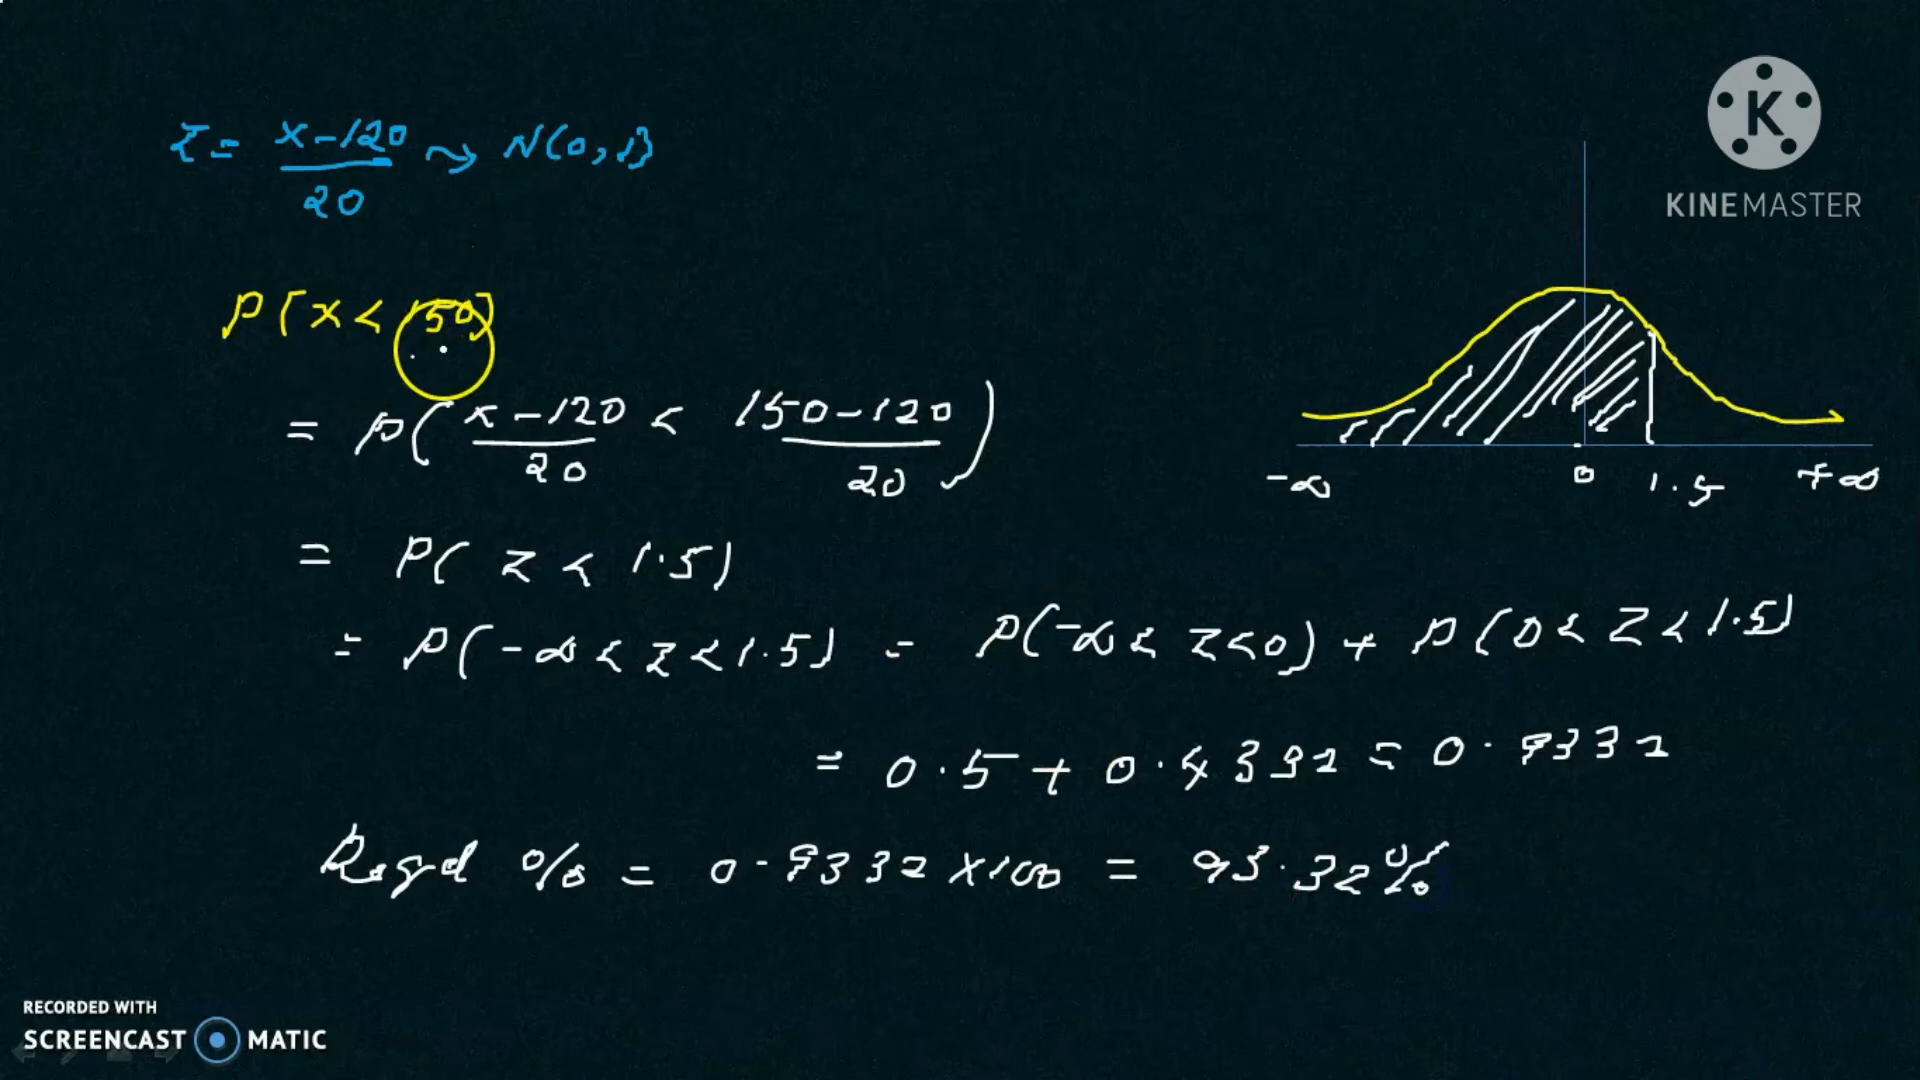 Z = x-120 / 20 ~ N(0, 1)
K
KINEMASTER
P(x < 150)
= P( x-120 / 20 < 150-120 / 20 )
-∞ 0 1.5 +∞
= P( Z < 1.5)
= P(-∞ < Z < 1.5) = P(-∞ < Z < 0) + P(0 < Z < 1.5)
= 0.5 + 0.4332 = 0.9332
Reqd % = 0.9332 × 100 = 93.32%
RECORDED WITH
SCREENCAST MATIC